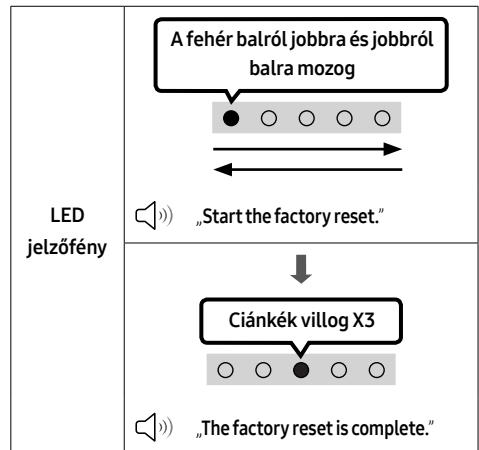 A fehér balról jobbra és jobbról
balra mozog
LED
jelzőfény
„Start the factory reset.”
Ciánkék villog X3
„The factory reset is complete.”